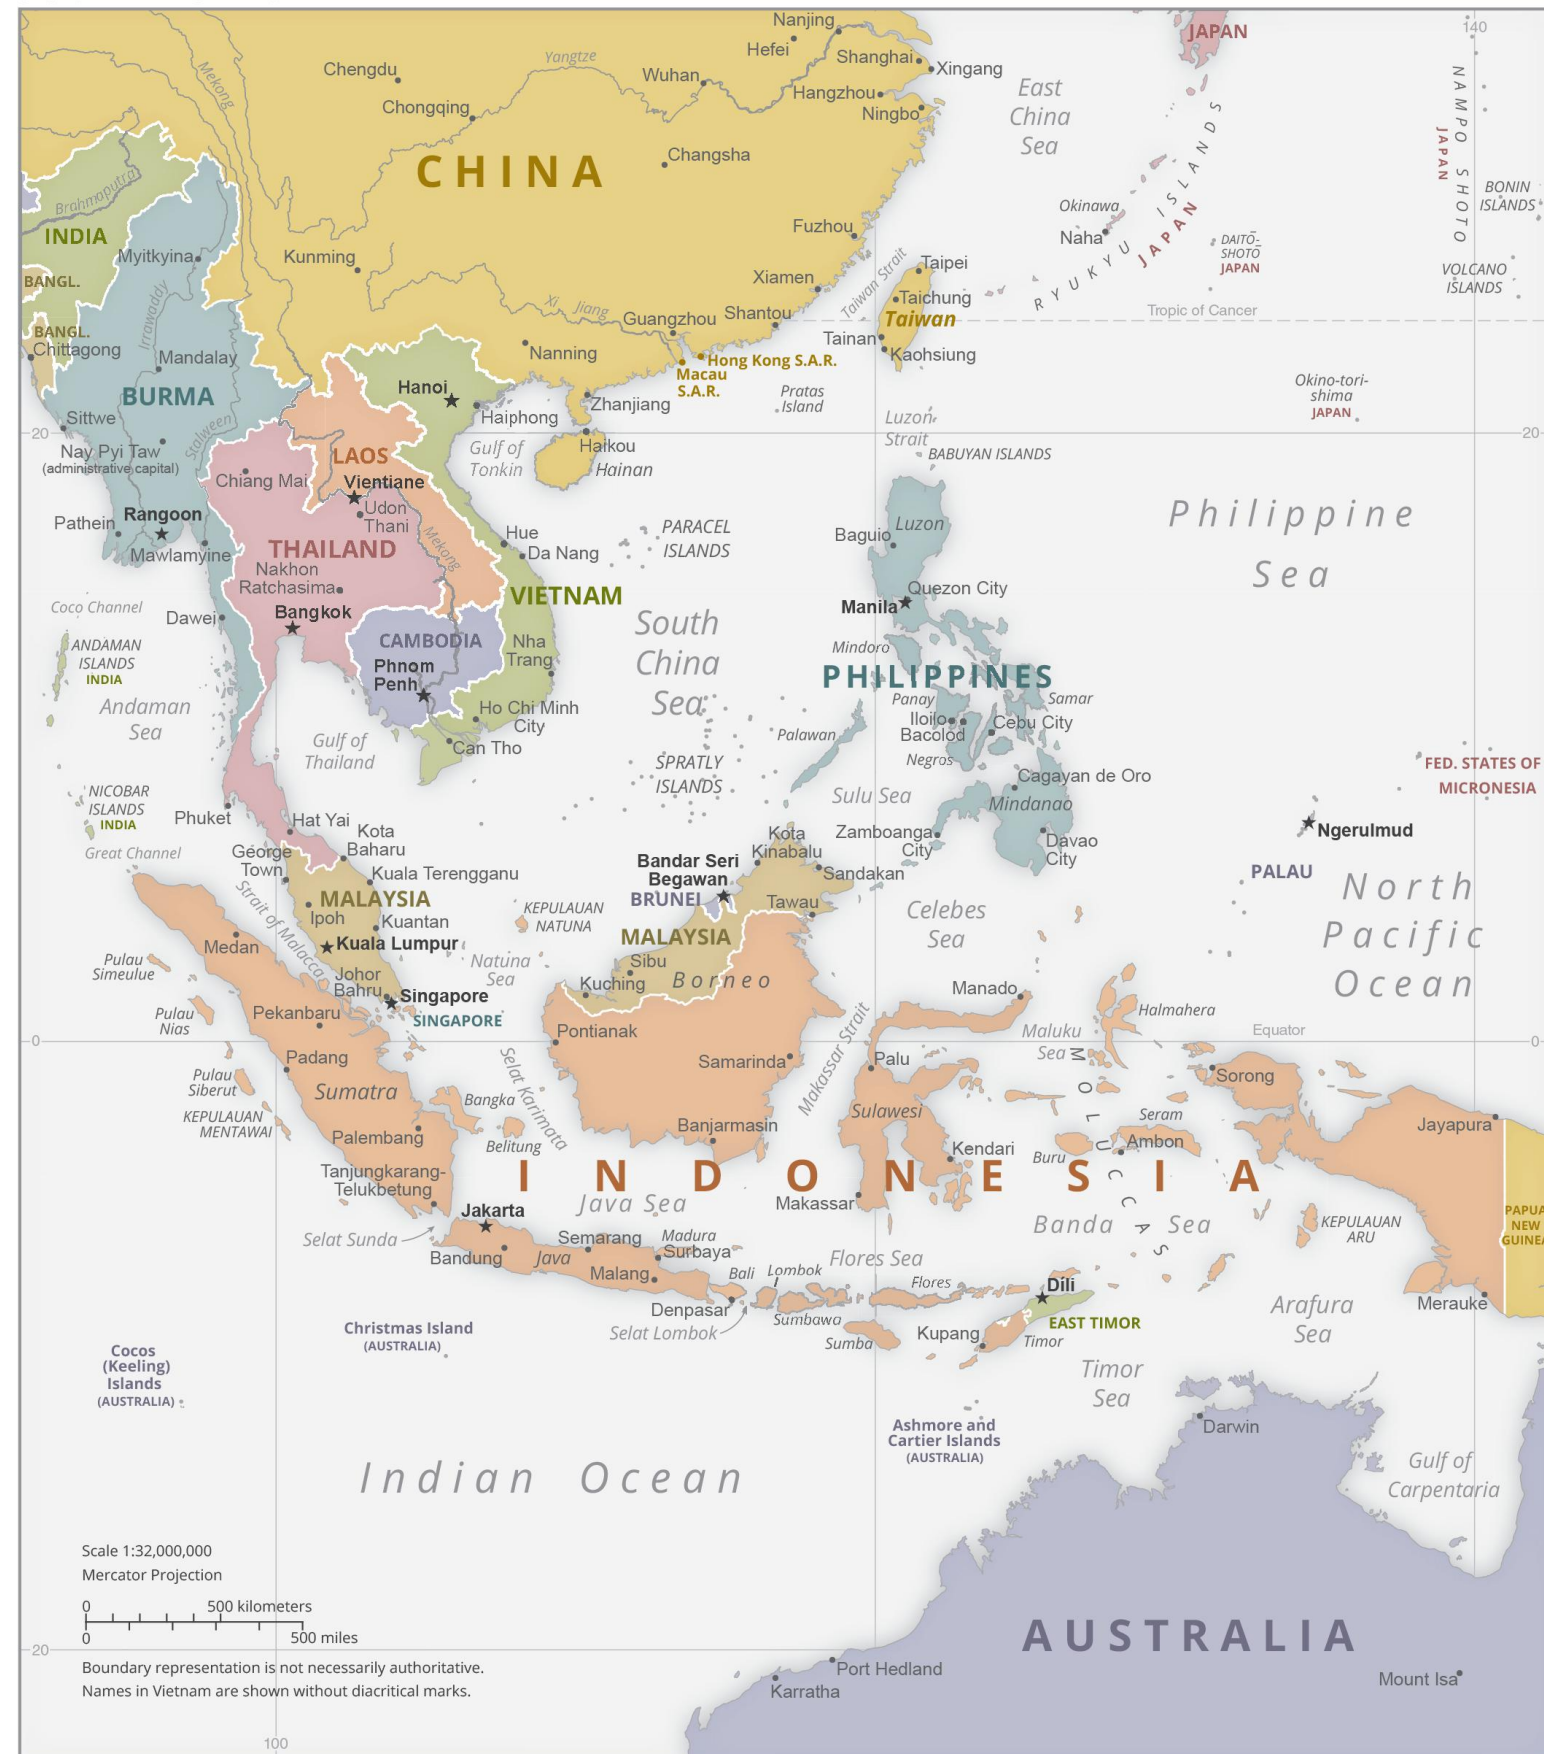 Nanjing
Hefei
Shanghai
Xingang
Hangzhou
Ningbo
Chengdu
Chongqing
Yangtze
Wuhan
Changsha
Mekong
CHINA
East
China
Sea
JAPAN
140
NAMPO SHOTO
JAPAN
BONIN
ISLANDS
VOLCANO
ISLANDS
Okinawa
Naha
RYUKYU ISLANDS
JAPAN
DAITŌ-
SHOTŌ
JAPAN
Brahmaputra
INDIA
BANGL.
BANGL.
Chittagong
Myitkyina
Irrawaddy
Mandalay
BURMA
Kunming
Fuzhou
Xiamen
Taiwan Strait
Taipei
Taichung
Taiwan
Tainan
Kaohsiung
Xi Jiang
Guangzhou
Shantou
Nanning
Hong Kong S.A.R.
Macau
S.A.R.
Tropic of Cancer
Hanoi
Haiphong
Zhanjiang
Pratas
Island
Okino-tori-
shima
JAPAN
Sittwe
Nay Pyi Taw
(administrative capital)
Stalween
20
20
LAOS
Gulf of
Tonkin
Haikou
Hainan
Luzon
Strait
BABUYAN ISLANDS
Chiang Mai
Vientiane
Udon
Thani
Pathein
Rangoon
Mawlamyine
THAILAND
Mekong
Hue
Da Nang
PARACEL
ISLANDS
Luzon
Baguio
Philippine
Sea
Nakhon
Ratchasima
Bangkok
VIETNAM
Quezon City
Manila
Coco Channel
Dawei
ANDAMAN
ISLANDS
INDIA
CAMBODIA
Nha
Trang
South
China
Sea
Mindoro
PHILIPPINES
Phnom
Penh
Andaman
Sea
Ho Chi Minh
City
Can Tho
Gulf of
Thailand
Panay
Samar
Iloilo
Bacolod
Cebu City
Palawan
Negros
SPRATLY
ISLANDS
Cagayan de Oro
Mindanao
Sulu Sea
FED. STATES OF
MICRONESIA
NICOBAR
ISLANDS
INDIA
Phuket
Hat Yai
Great Channel
George
Town
Kota
Baharu
Kuala Terengganu
Zamboanga
City
Davao
City
Ngerulmud
PALAU
Kota
Kinabalu
Bandar Seri
Begawan
BRUNEI
Sandakan
Tawau
MALAYSIA
Ipoh
Kuantan
Kuala Lumpur
Strait of Malacca
Medan
KEPULAUAN
NATUNA
Natuna
Sea
MALAYSIA
Sibu
Kuching
Borneo
Celebes
Sea
North
Pacific
Ocean
Pulau
Simeulue
Johor
Bahru
Singapore
SINGAPORE
Pulau
Nias
Pekanbaru
Manado
Halmahera
Pontianak
Samarinda
Makassar Strait
Maluku
Sea
Equator
0
0
Padang
Palu
Sorong
Pulau
Siberut
Sumatra
Selat Karimata
Bangka
Belitung
KEPULAUAN
MENTAWAI
Palembang
Banjarmasin
Sulawesi
Kendari
MOLUCCAS
Seram
Buru
Ambon
Jayapura
Tanjungkarang-
Telukbetung
INDONESIA
Jakarta
Java Sea
Makassar
Banda Sea
KEPULAUAN
ARU
PAPUA
NEW
GUINEA
Selat Sunda
Bandung
Java
Semarang
Madura
Surbaya
Malang
Bali
Lombok
Flores Sea
Flores
Denpasar
Selat Lombok
Sumbawa
Sumba
Dili
EAST TIMOR
Kupang
Timor
Merauke
Arafura
Sea
Timor
Sea
Christmas Island
(AUSTRALIA)
Cocos
(Keeling)
Islands
(AUSTRALIA)
Ashmore and
Cartier Islands
(AUSTRALIA)
Darwin
Gulf of
Carpentaria
Indian Ocean
Scale 1:32,000,000
Mercator Projection
0 500 kilometers
0 500 miles
AUSTRALIA
20
Port Hedland
Karratha
Mount Isa
Boundary representation is not necessarily authoritative.
Names in Vietnam are shown without diacritical marks.
100